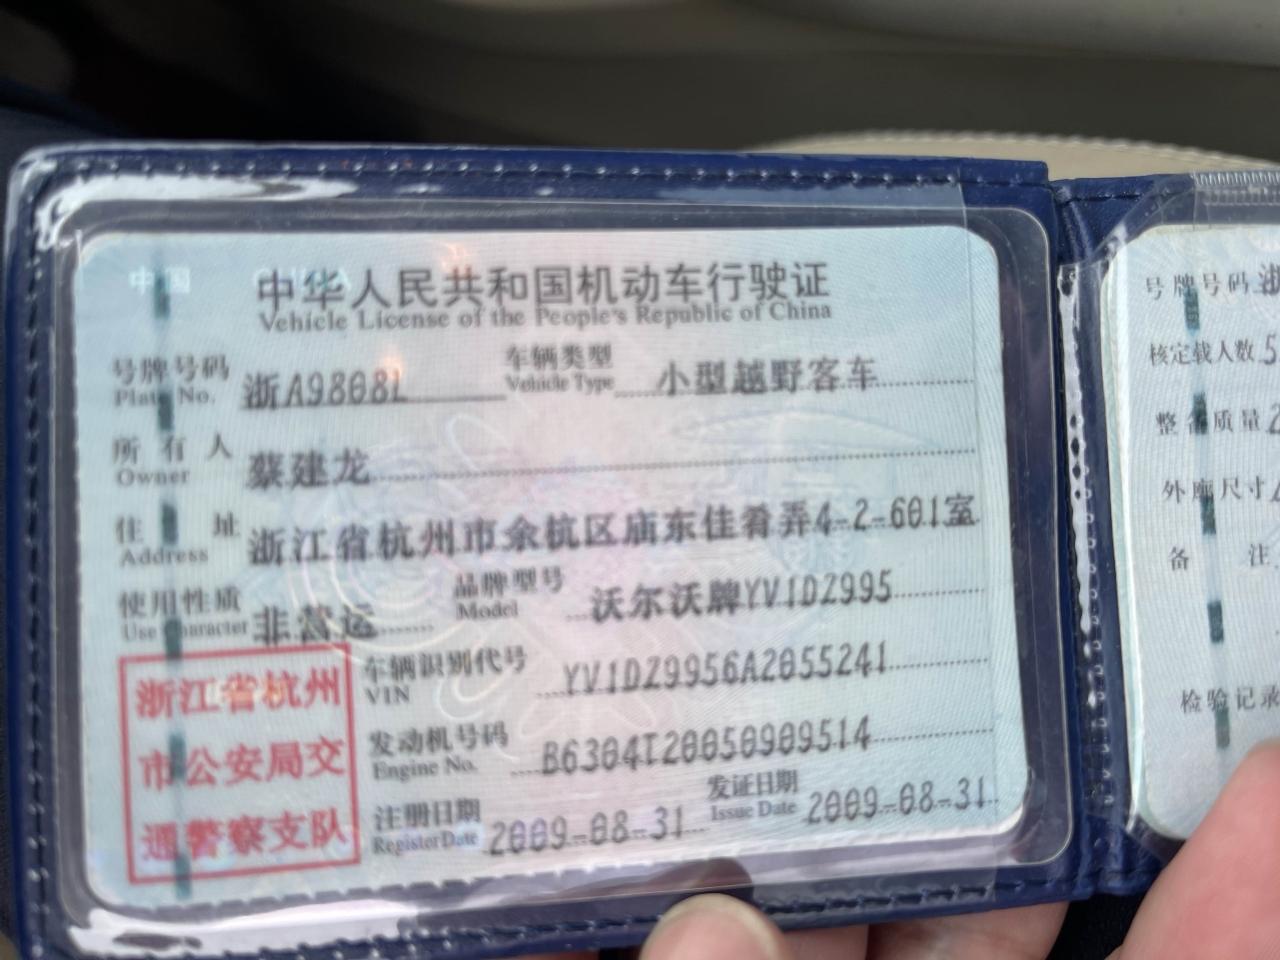 中国 CHINA
中华人民共和国机动车行驶证
Vehicle License of the People's Republic of China
号牌号码 浙A9808L 车辆类型 小型越野客车
Plate No. Vehicle Type
所有人 蔡建龙
Owner
住址 浙江省杭州市余杭区庙东佳肴弄4-2-601室
Address
使用性质 非营运 品牌型号 沃尔沃牌YV1DZ995
Use Character Model
车辆识别代号 YV1DZ9956A2055241
VIN
发动机号码 B6304T20050909514
Engine No.
注册日期 2009-08-31 发证日期 2009-08-31
Register Date Issue Date
浙江省杭州
市公安局交
通警察支队
号牌号码 浙
核定载人数 5
整备质量 2
外廓尺寸
备注
检验记录